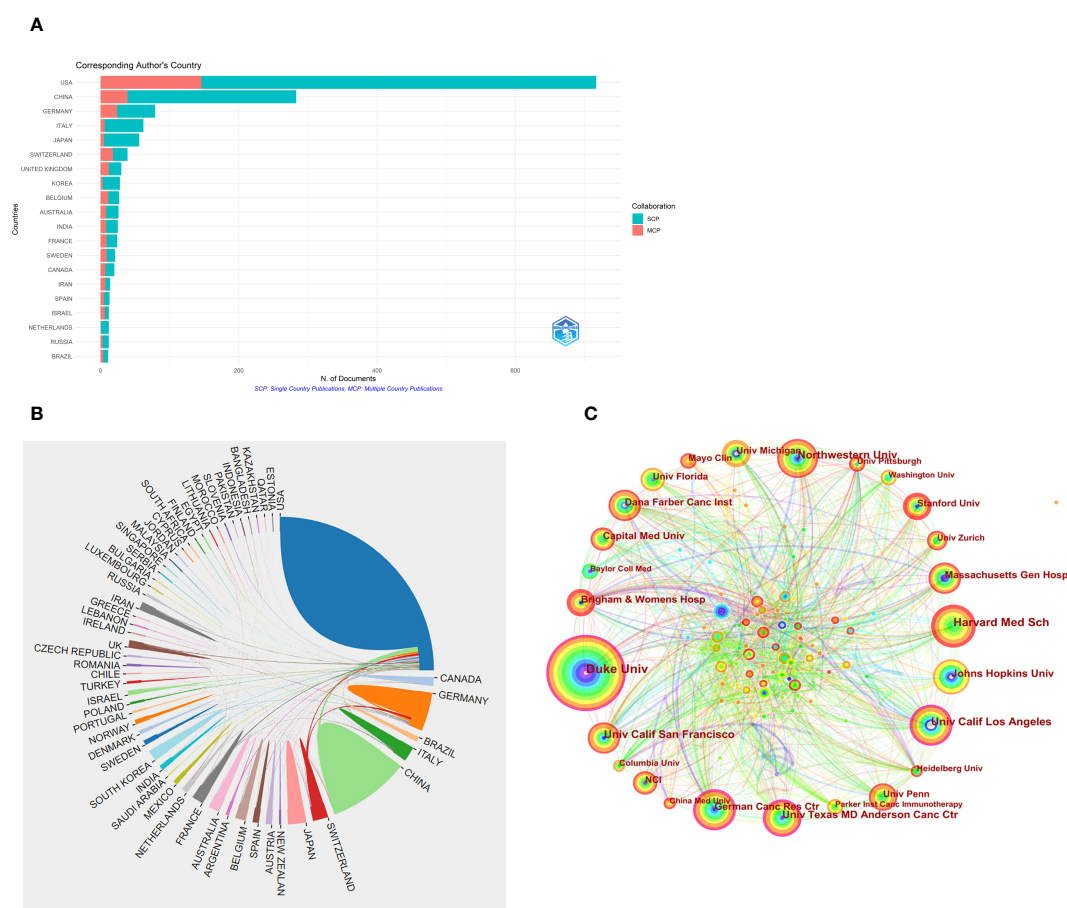 A
Corresponding Author's Country
USA
CHINA
GERMANY
ITALY
JAPAN
SWITZERLAND
UNITED KINGDOM
KOREA
BELGIUM
AUSTRALIA
INDIA
FRANCE
SWEDEN
CANADA
IRAN
SPAIN
ISRAEL
NETHERLANDS
RUSSIA
BRAZIL
Countries
0 200 400 600
N. of Documents
SCP: Single Country Publications, MCP: Multiple Country Publications
Collaboration
SCP
MCP
B
USA
CANADA
GERMANY
BRAZIL
ITALY
CHINA
SWITZERLAND
JAPAN
NEW ZEALAN
AUSTRIA
SPAIN
BELGIUM
ARGENTINA
AUSTRALIA
FRANCE
NETHERLANDS
MEXICO
SAUDI ARABIA
INDIA
SOUTH KOREA
SWEDEN
DENMARK
NORWAY
PORTUGAL
POLAND
ISRAEL
TURKEY
CHILE
ROMANIA
CZECH REPUBLIC
UK
IRELAND
LEBANON
GREECE
IRAN
RUSSIA
LUXEMBOURG
BULGARIA
SERBIA
SINGAPORE
MALAYSIA
JORDAN
CYPRUS
SOUTH AFRICA
FINLAND
EGYPT
LITHUANIA
MOROCCO
SLOVENIA
PAKISTAN
INDONESIA
BANGLADESH
KAZAKHSTAN
QATAR
ESTONIA
C
Univ Michigan
Northwestern Univ
Mayo Clin
Univ Pittsburgh
Washington Univ
Univ Florida
Dana Farber Canc Inst
Stanford Univ
Capital Med Univ
Univ Zurich
Baylor Coll Med
Massachusetts Gen Hosp
Brigham & Womens Hosp
Harvard Med Sch
Duke Univ
Johns Hopkins Univ
Univ Calif Los Angeles
Univ Calif San Francisco
Columbia Univ
Heidelberg Univ
NCI
Univ Penn
China Med Univ
German Canc Res Ctr
Parker Inst Canc Immunotherapy
Univ Texas MD Anderson Canc Ctr